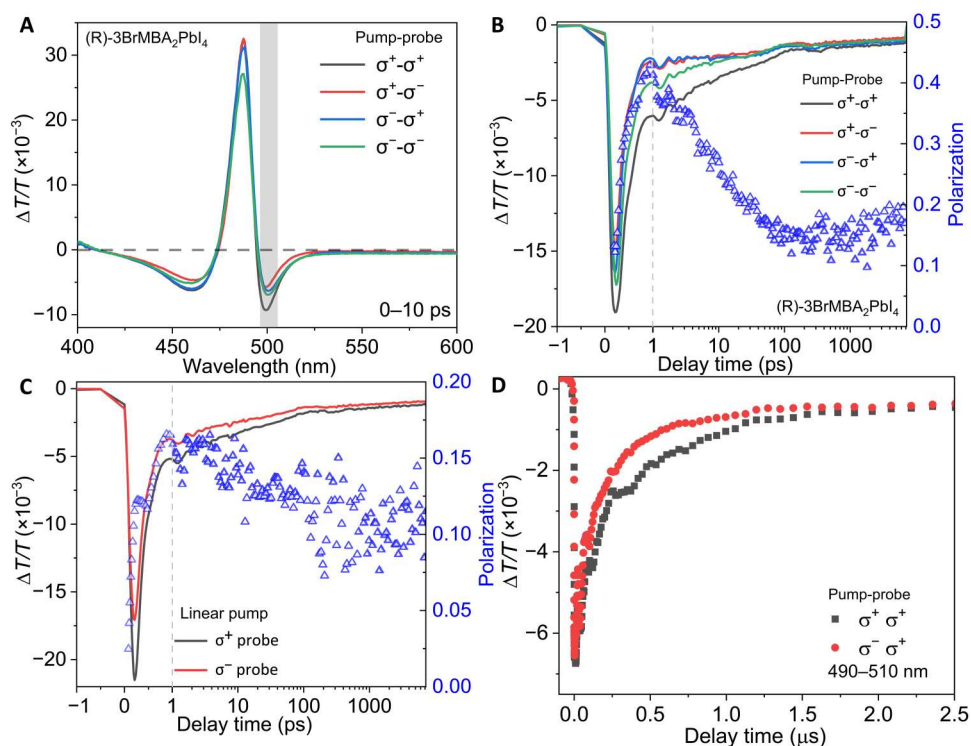 A
(R)-3BrMBA₂PbI₄
Pump-probe
σ⁺-σ⁺
σ⁺-σ⁻
σ⁻-σ⁺
σ⁻-σ⁻
ΔT/T (×10⁻³)
30
20
10
0
−10
0–10 ps
400
450
500
550
600
Wavelength (nm)
B
ΔT/T (×10⁻³)
0
−5
−10
−15
−20
Pump-Probe
σ⁺-σ⁺
σ⁺-σ⁻
σ⁻-σ⁺
σ⁻-σ⁻
(R)-3BrMBA₂PbI₄
0.5
0.4
0.3
0.2
0.1
0.0
Polarization
−1
0
1
10
100
1000
Delay time (ps)
C
ΔT/T (×10⁻³)
0
−5
−10
−15
−20
Linear pump
σ⁺ probe
σ⁻ probe
0.20
0.15
0.10
0.05
0.00
Polarization
−1
0
1
10
100
1000
Delay time (ps)
D
ΔT/T (×10⁻³)
0
−2
−4
−6
Pump-probe
σ⁺ σ⁺
σ⁻ σ⁺
490–510 nm
0.0
0.5
1.0
1.5
2.0
2.5
Delay time (μs)